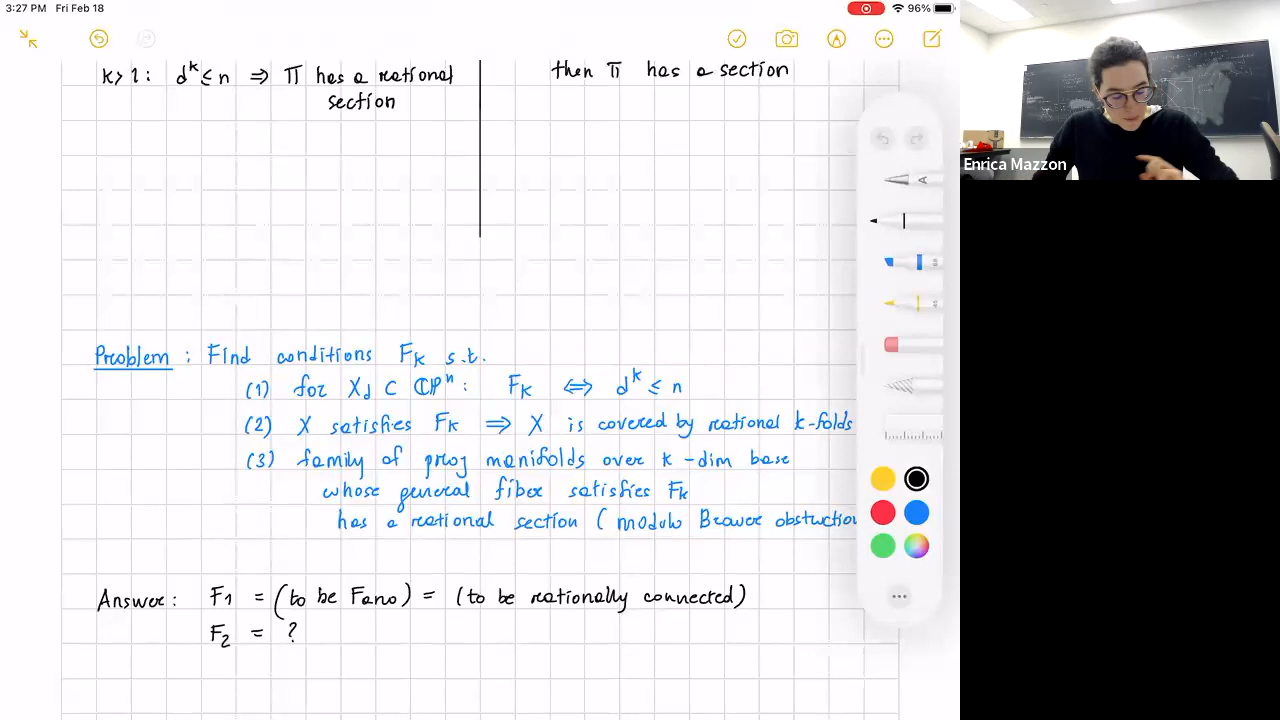 3:27 PM Fri Feb 18
96%
k>1: d^k ≤ n ⇒ π has a rational
section
then π has a section
Problem: Find conditions F_k s.t.
(1) for X_d ⊂ ℂℙ^n: F_k ⇔ d^k ≤ n
(2) X satisfies F_k ⇒ X is covered by rational k-folds
(3) family of proj manifolds over k-dim base
whose general fiber satisfies F_k
has a rational section (modulo Brauer obstruction
Answer: F_1 = (to be Fano) = (to be rationally connected)
F_2 = ?
Enrica Mazzon